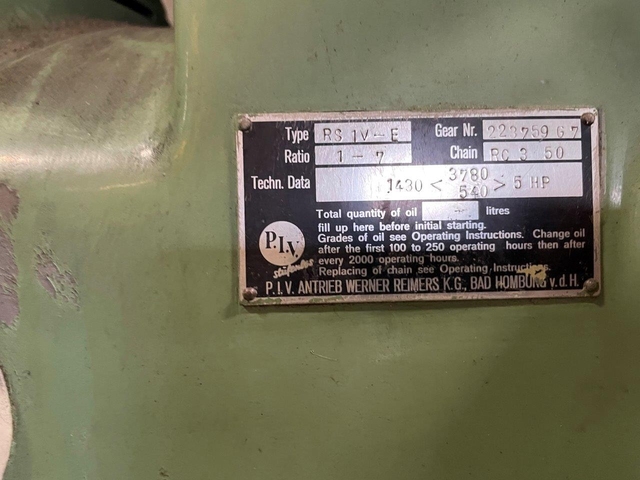 Type RS 1V-E Gear Nr. 223759 67
Ratio 1 - 7 Chain RC 3 50
Techn. Data 1430 < 3780 540 > 5 HP
Total quantity of oil - litres
fill up here before initial starting.
Grades of oil see Operating Instructions. Change oil
after the first 100 to 250 operating hours then after
every 2000 operating hours.
Replacing of chain see Operating Instructions.
P.I.V.
stufenlos
P.I.V. ANTRIEB WERNER REIMERS K.G., BAD HOMBURG v.d.H.